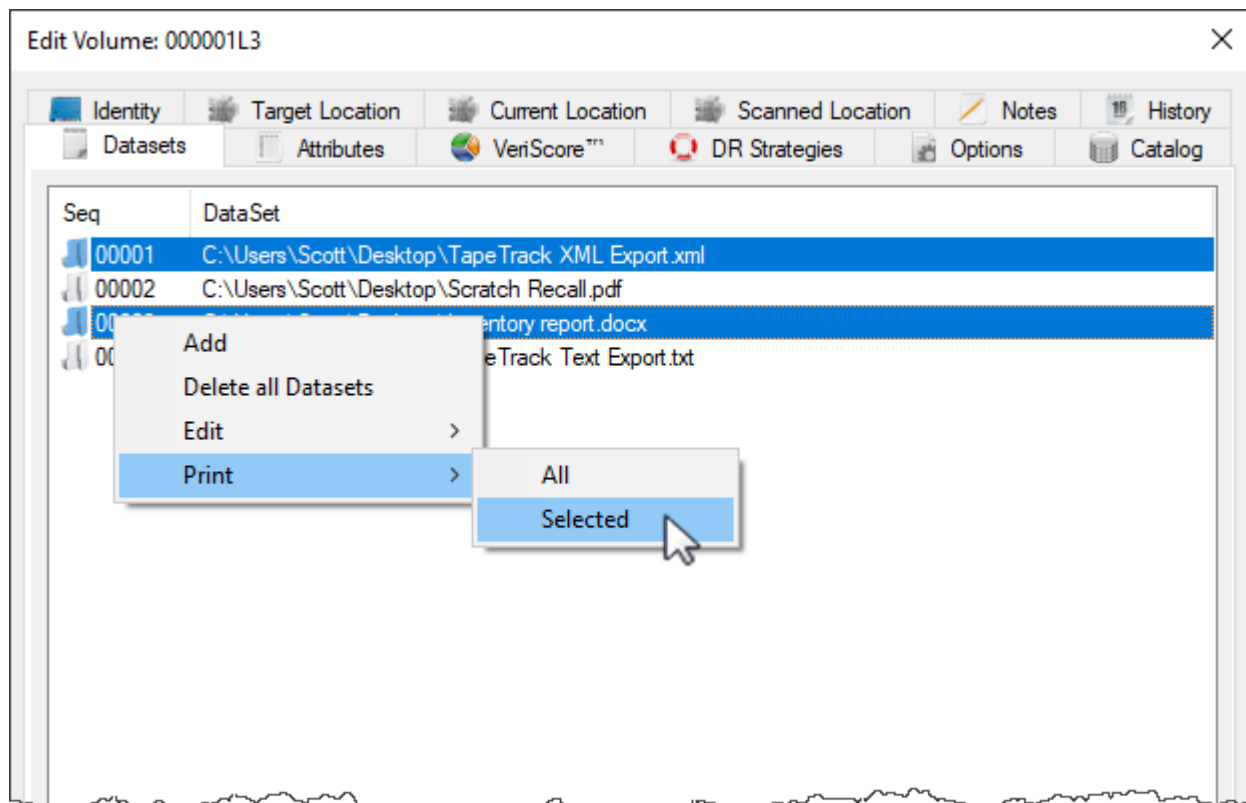 Edit Volume: 000001L3
Identity Target Location Current Location Scanned Location Notes History
Datasets Attributes VeriScore™ DR Strategies Options Catalog
Seq DataSet
00001 C:\Users\Scott\Desktop\TapeTrack XML Export.xml
00002 C:\Users\Scott\Desktop\Scratch Recall.pdf
report.docx
Add
Track Text Export.txt
Delete all Datasets
Edit
Print
All
Selected